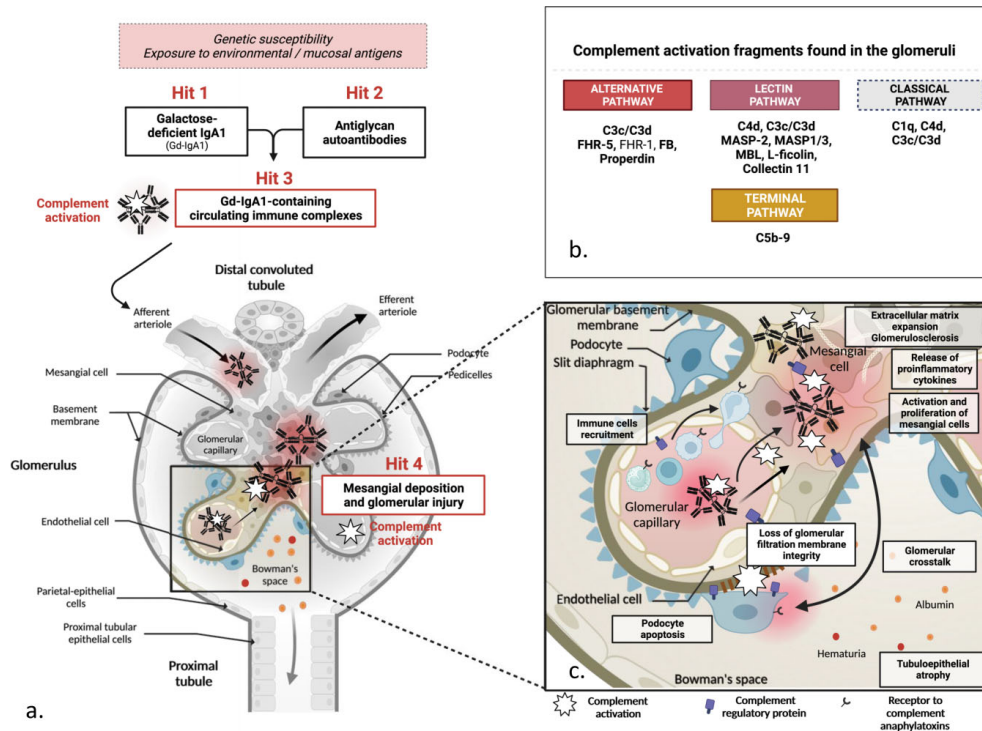 Genetic susceptibility
Exposure to environmental / mucosal antigens
Hit 1
Hit 2
Galactose-
deficient IgA1
(Gd-IgA1)
Antiglycan
autoantibodies
Hit 3
Complement
activation
Gd-IgA1-containing
circulating immune complexes
Distal convoluted
tubule
Afferent
arteriole
Efferent
arteriole
Mesangial cell
Podocyte
Pedicelles
Basement
membrane
Glomerular
capillary
Glomerulus
Hit 4
Mesangial deposition
and glomerular injury
Complement
activation
Endothelial cell
Bowman's
space
Parietal-epithelial
cells
Proximal tubular
epithelial cells
Proximal
tubule
a.
Complement activation fragments found in the glomeruli
ALTERNATIVE
PATHWAY
C3c/C3d
FHR-5, FHR-1, FB,
Properdin
LECTIN
PATHWAY
C4d, C3c/C3d
MASP-2, MASP1/3,
MBL, L-ficolin,
Collectin 11
CLASSICAL
PATHWAY
C1q, C4d,
C3c/C3d
TERMINAL
PATHWAY
C5b-9
b.
Glomerular basement
membrane
Podocyte
Slit diaphragm
Mesangial
cell
Extracellular matrix
expansion
Glomerulosclerosis
Release of
proinflammatory
cytokines
Activation and
proliferation of
mesangial cells
Immune cells
recruitment
Glomerular
capillary
Loss of glomerular
filtration membrane
integrity
Glomerular
crosstalk
Endothelial cell
Podocyte
apoptosis
Albumin
Hematuria
Tubuloepithelial
atrophy
Bowman's space
c.
Complement
activation
Complement
regulatory protein
Receptor to
complement
anaphylatoxins